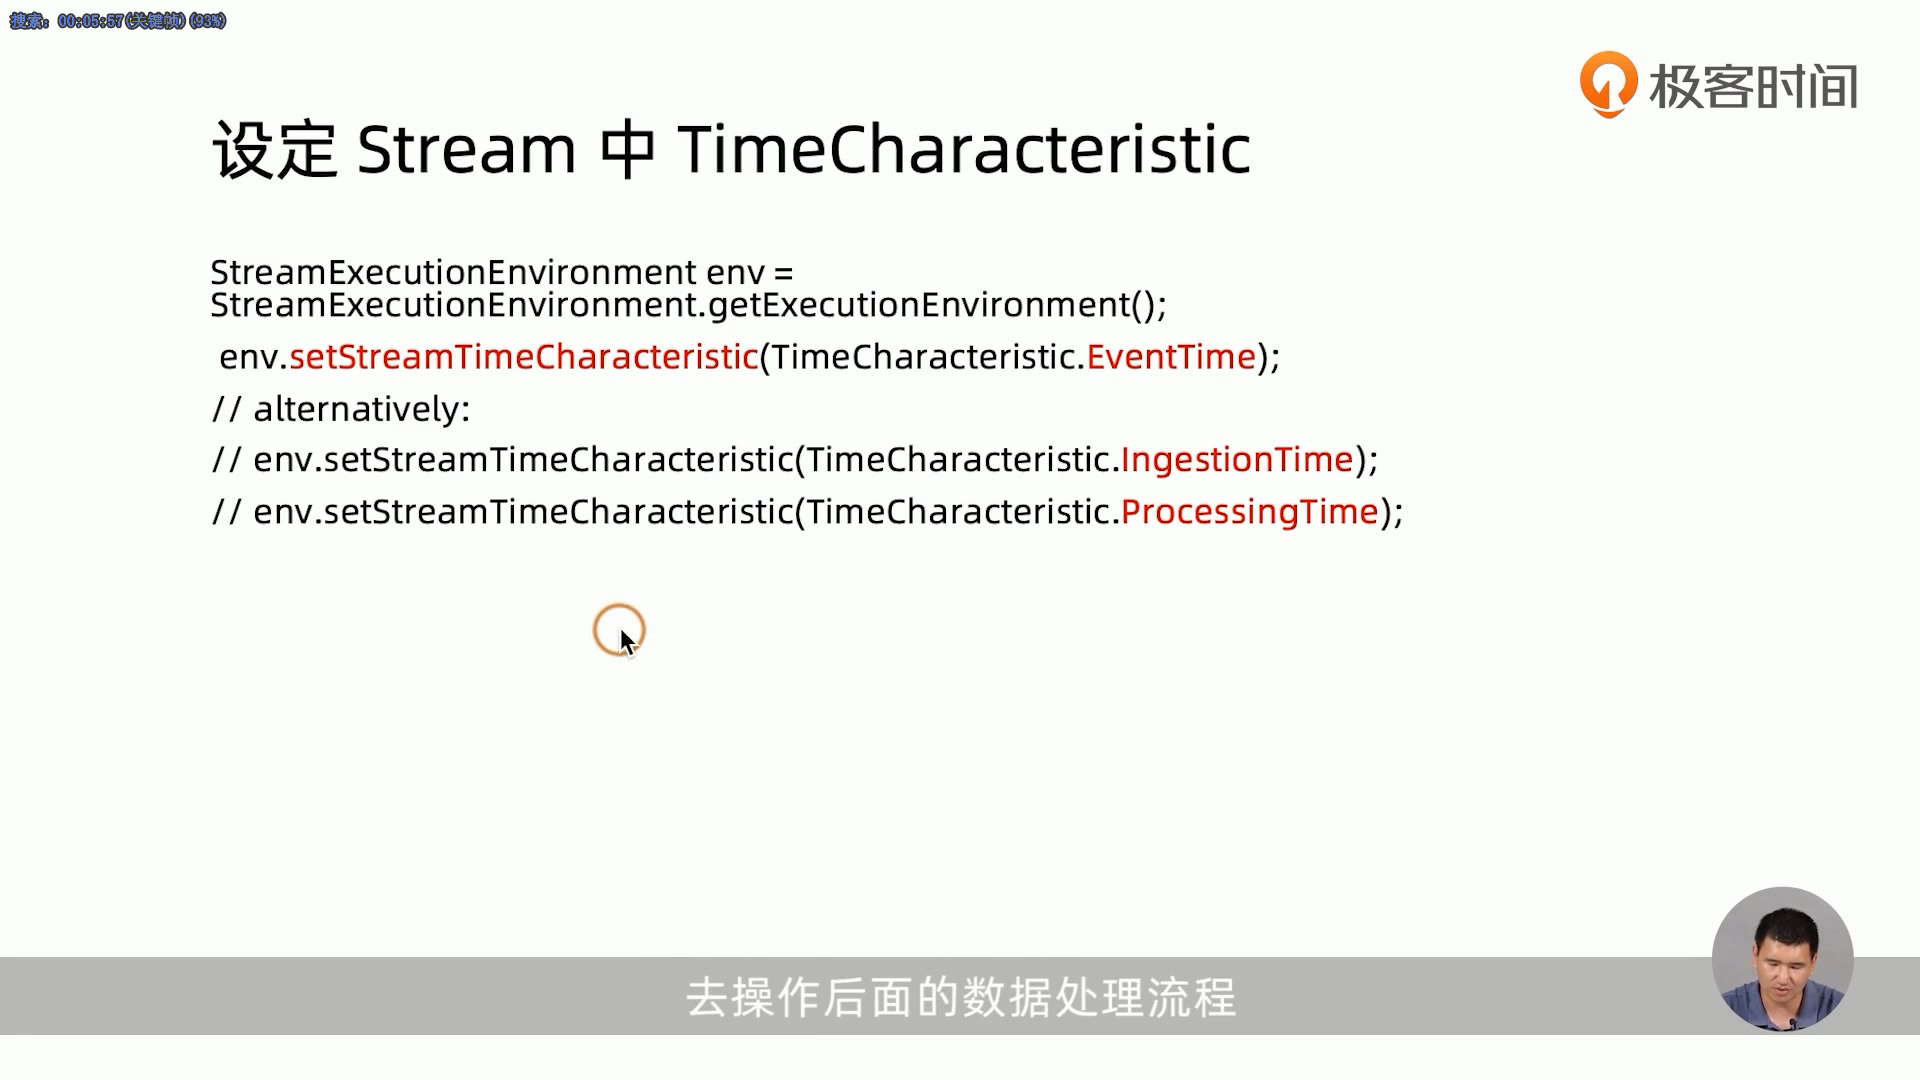 搜索: 00:05:57(关键帧) (93%)
极客时间
设定 Stream 中 TimeCharacteristic
StreamExecutionEnvironment env =
StreamExecutionEnvironment.getExecutionEnvironment();
env.setStreamTimeCharacteristic(TimeCharacteristic.EventTime);
// alternatively:
// env.setStreamTimeCharacteristic(TimeCharacteristic.IngestionTime);
// env.setStreamTimeCharacteristic(TimeCharacteristic.ProcessingTime);
去操作后面的数据处理流程